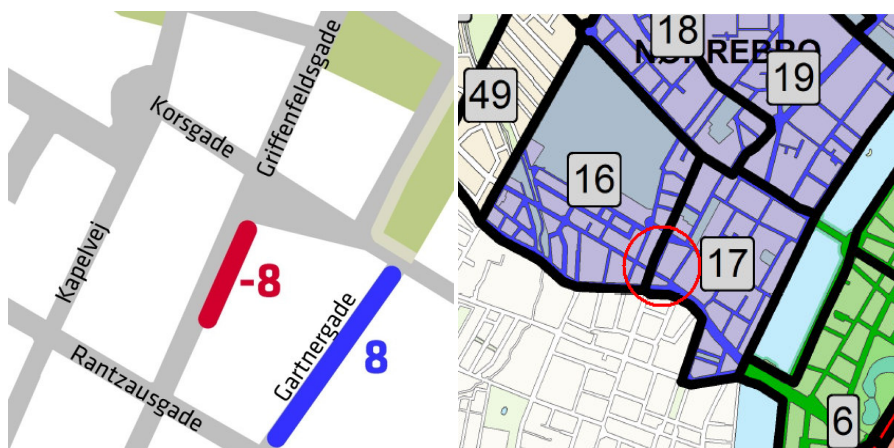 Korsgade
Griffenfeldsgade
Kapelvej
-8
Gartnergade
8
Rantzausgade
18
NØRREBRO
19
49
16
17
6